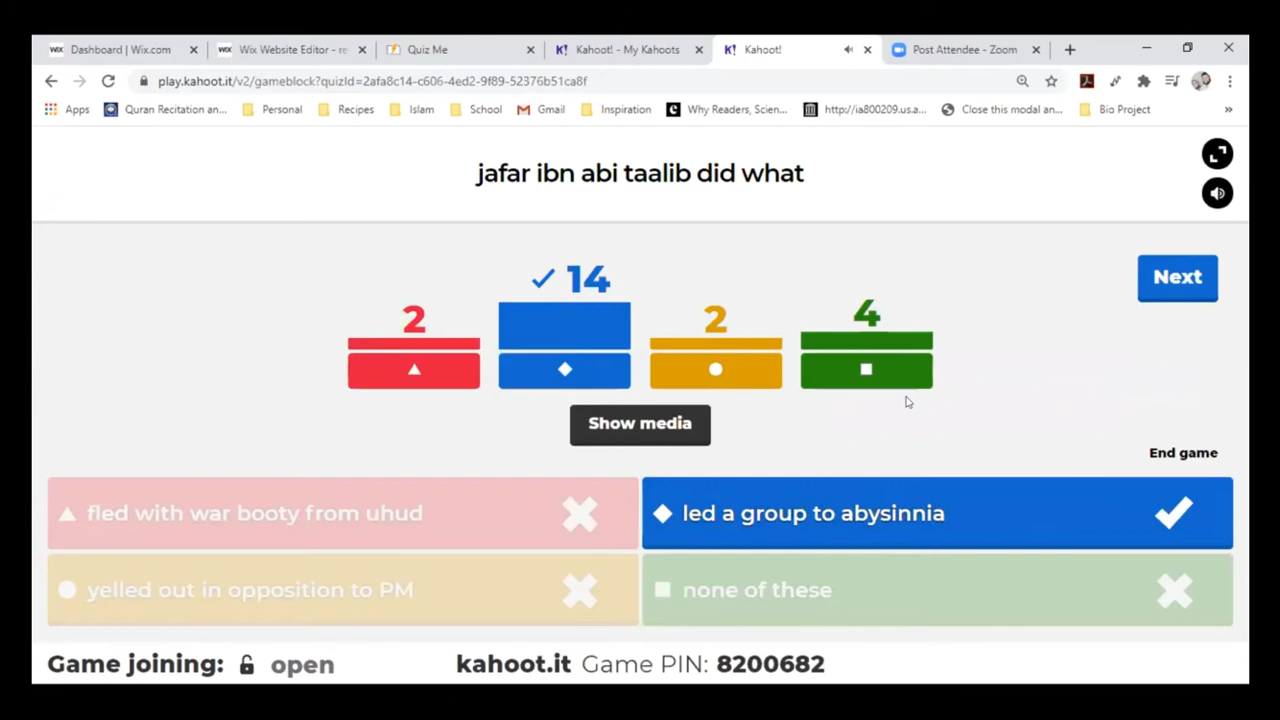 WIX Dashboard | Wix.com
WIX Wix Website Editor - re
Quiz Me
K! Kahoot! - My Kahoots
K! Kahoot!
Post Attendee - Zoom
play.kahoot.it/v2/gameblock?quizId=2afa8c14-c606-4ed2-9f89-52376b51ca8f
Apps
Quran Recitation an...
Personal
Recipes
Islam
School
Gmail
Inspiration
Why Readers, Scien...
http://ia800209.us.a...
Close this modal an...
Bio Project
»
jafar ibn abi taalib did what
Next
2
14
2
4
Show media
End game
fled with war booty from uhud
led a group to abysinnia
yelled out in opposition to PM
none of these
Game joining: open
kahoot.it Game PIN: 8200682